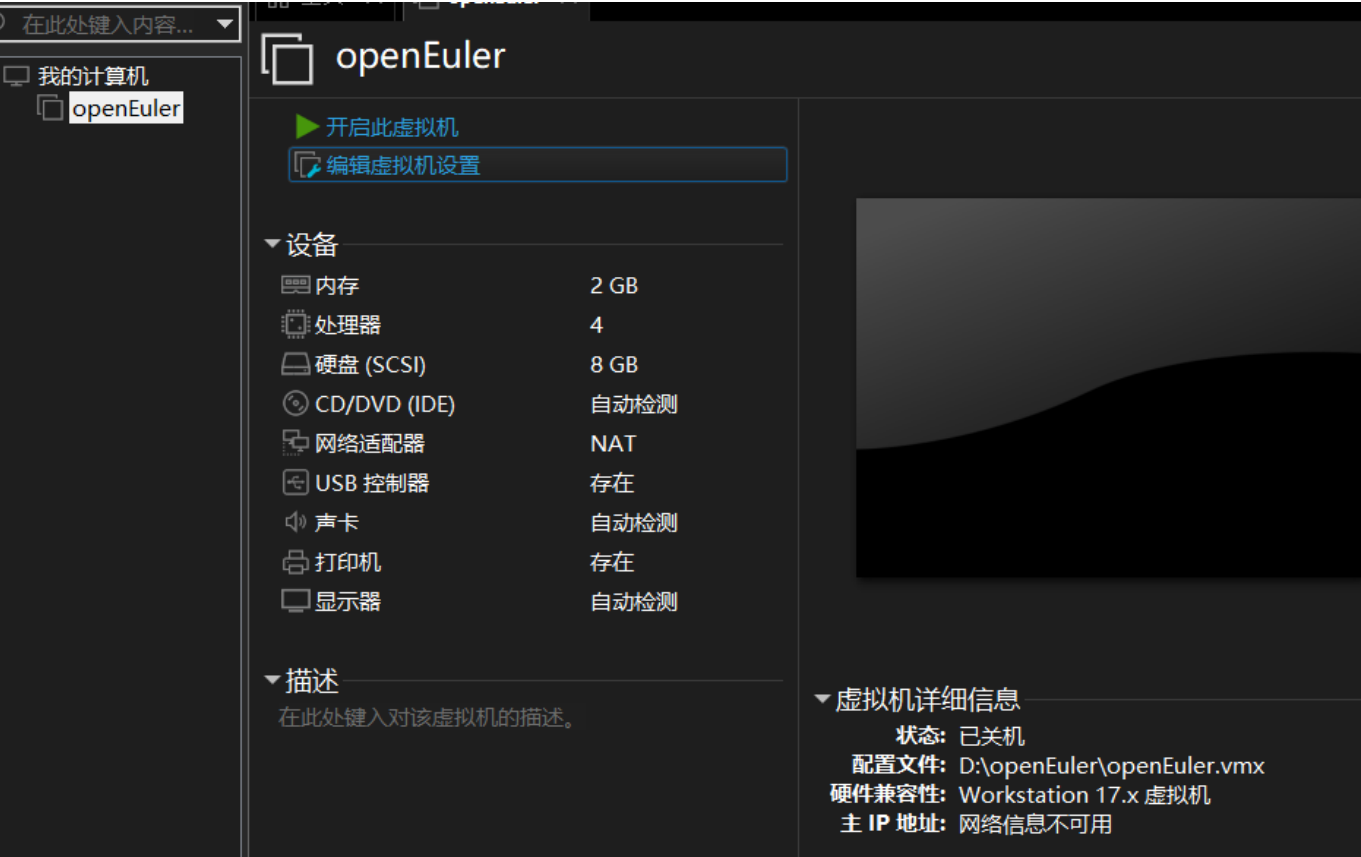 在此处键入内容...
我的计算机
openEuler
openEuler
开启此虚拟机
编辑虚拟机设置
设备
内存 2 GB
处理器 4
硬盘 (SCSI) 8 GB
CD/DVD (IDE) 自动检测
网络适配器 NAT
USB 控制器 存在
声卡 自动检测
打印机 存在
显示器 自动检测
描述
在此处键入对该虚拟机的描述。
虚拟机详细信息
状态: 已关机
配置文件: D:\openEuler\openEuler.vmx
硬件兼容性: Workstation 17.x 虚拟机
主 IP 地址: 网络信息不可用